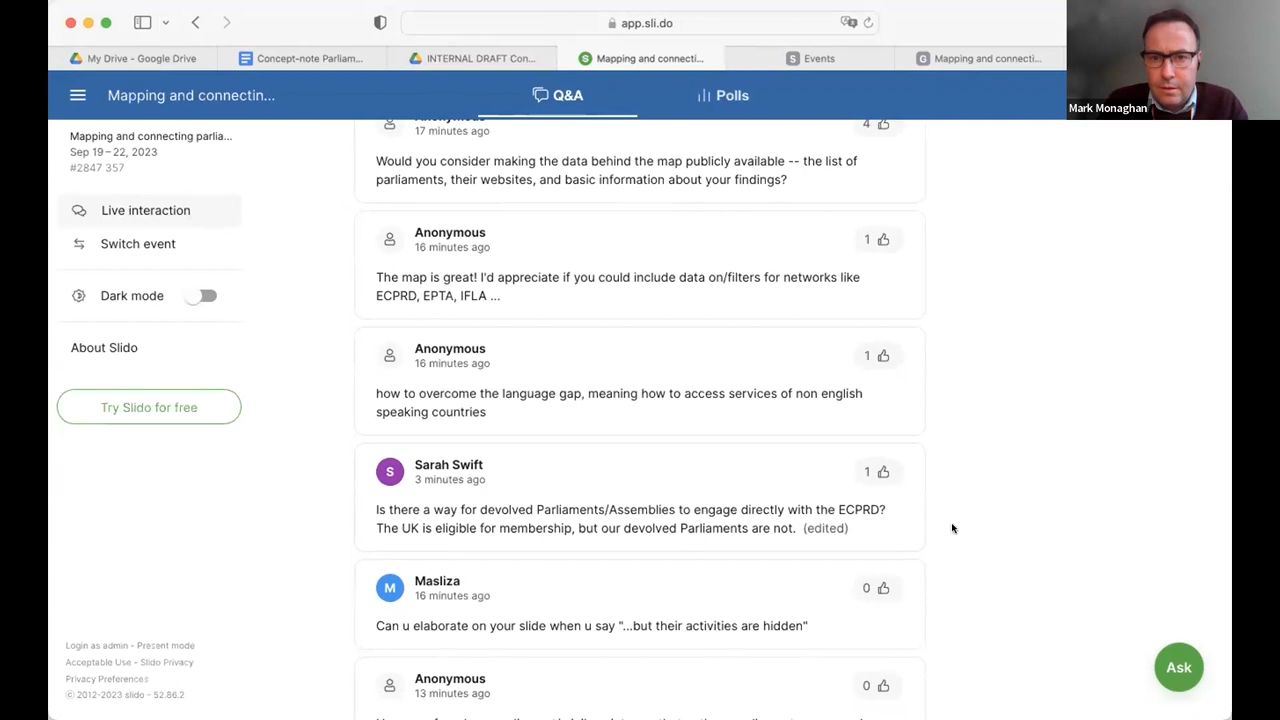 app.sli.do
My Drive - Google Drive
Concept-note Parliam...
INTERNAL DRAFT Con...
Mapping and connecti...
Events
Mapping and connecti...
Mark Monaghan
Mapping and connectin...
Q&A
Polls
Mapping and connecting parlia...
Sep 19 – 22, 2023
#2847 357
Live interaction
Switch event
Dark mode
About Slido
Try Slido for free
Login as admin - Present mode
Acceptable Use - Slido Privacy
Privacy Preferences
© 2012-2023 slido - 52.86.2
Anonymous
17 minutes ago
4
Would you consider making the data behind the map publicly available -- the list of
parliaments, their websites, and basic information about your findings?
Anonymous
16 minutes ago
1
The map is great! I'd appreciate if you could include data on/filters for networks like
ECPRD, EPTA, IFLA ...
Anonymous
16 minutes ago
1
how to overcome the language gap, meaning how to access services of non english
speaking countries
S
Sarah Swift
3 minutes ago
1
Is there a way for devolved Parliaments/Assemblies to engage directly with the ECPRD?
The UK is eligible for membership, but our devolved Parliaments are not. (edited)
M
Masliza
16 minutes ago
0
Can u elaborate on your slide when u say "...but their activities are hidden"
Anonymous
13 minutes ago
0
Ask